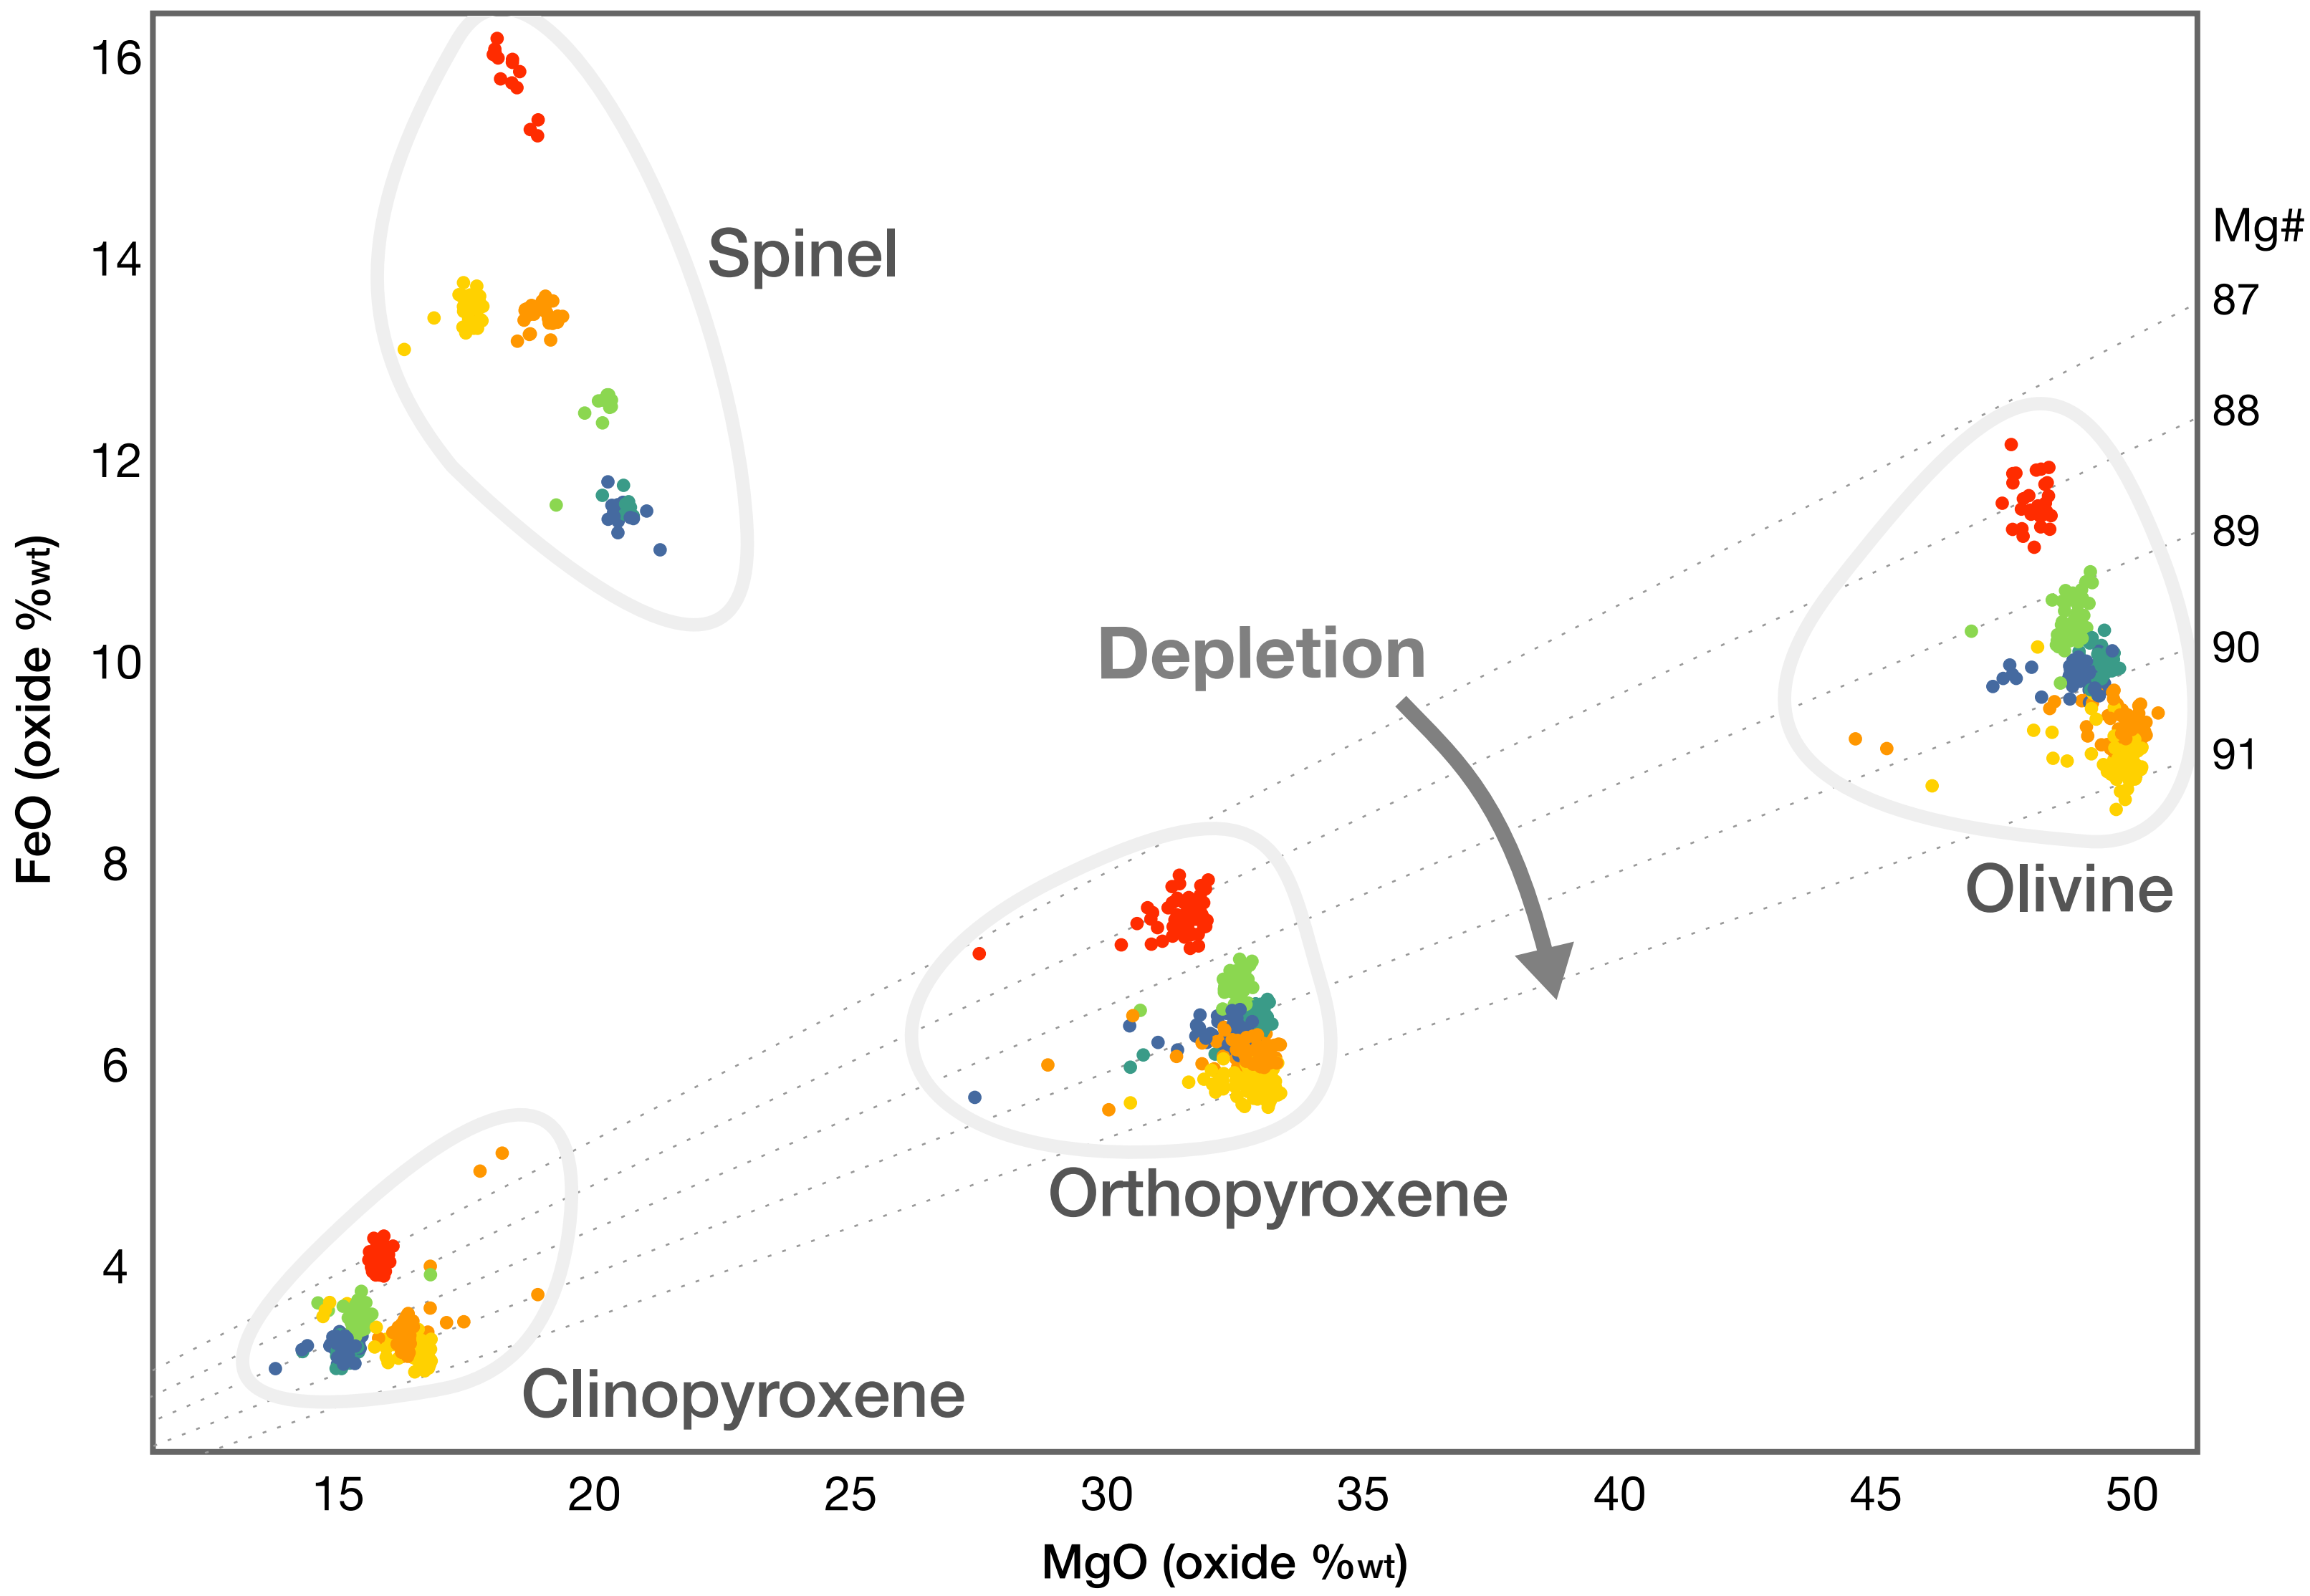 16
14
12
10
8
6
4
FeO (oxide %wt)
Spinel
Depletion
Olivine
Orthopyroxene
Clinopyroxene
Mg#
87
88
89
90
91
15 20 25 30 35 40 45 50
MgO (oxide %wt)